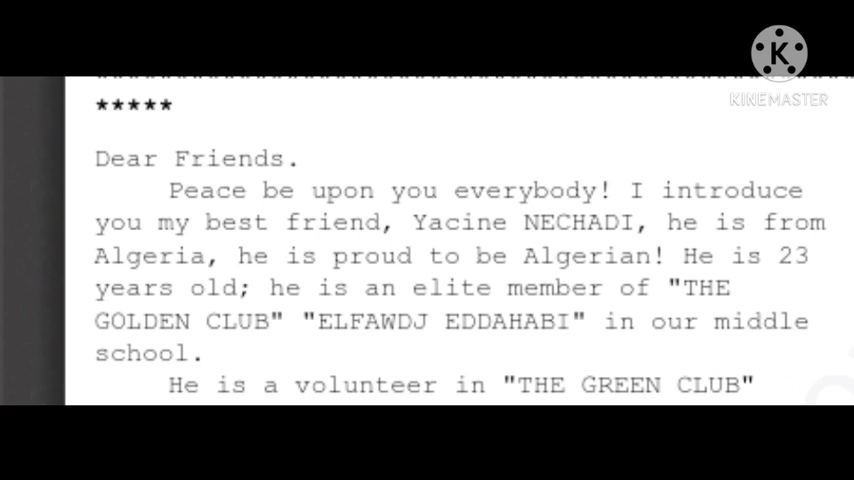 KINEMASTER
*****
Dear Friends.
Peace be upon you everybody! I introduce
you my best friend, Yacine NECHADI, he is from
Algeria, he is proud to be Algerian! He is 23
years old; he is an elite member of "THE
GOLDEN CLUB" "ELFAWDJ EDDAHABI" in our middle
school.
He is a volunteer in "THE GREEN CLUB"